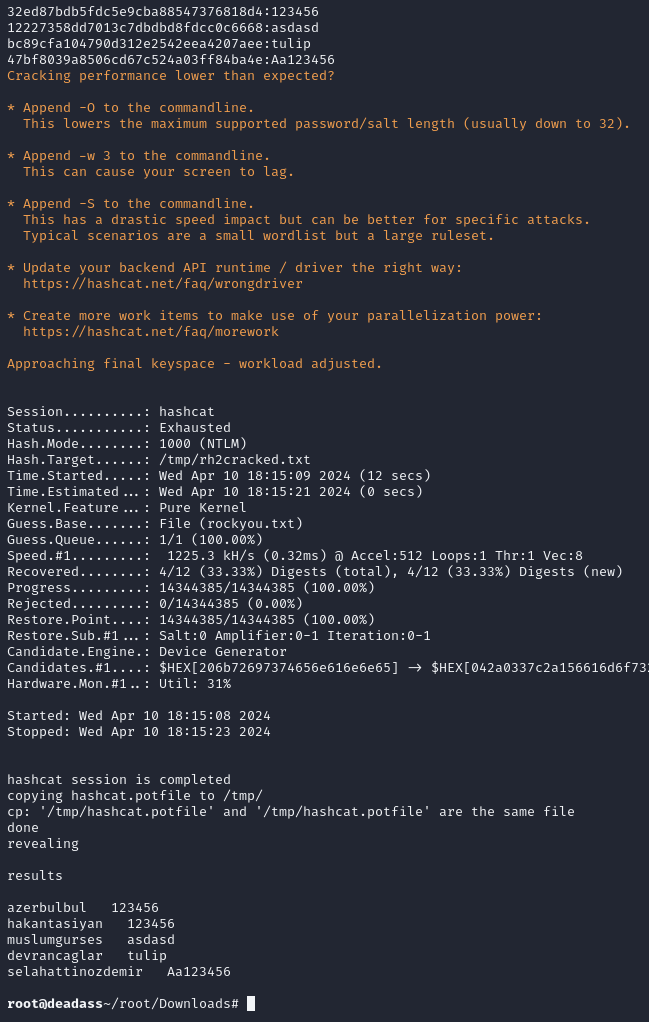 32ed87bdb5fdc5e9cba88547376818d4:123456
12227358dd7013c7dbdbd8fdcc0c6668:asdasd
bc89cfa104790d312e2542eea4207aee:tulip
47bf8039a8506cd67c524a03ff84ba4e:Aa123456
Cracking performance lower than expected?
* Append -O to the commandline.
This lowers the maximum supported password/salt length (usually down to 32).
* Append -w 3 to the commandline.
This can cause your screen to lag.
* Append -S to the commandline.
This has a drastic speed impact but can be better for specific attacks.
Typical scenarios are a small wordlist but a large ruleset.
* Update your backend API runtime / driver the right way:
https://hashcat.net/faq/wrongdriver
* Create more work items to make use of your parallelization power:
https://hashcat.net/faq/morework
Approaching final keyspace - workload adjusted.
Session..........: hashcat
Status...........: Exhausted
Hash.Mode........: 1000 (NTLM)
Hash.Target......: /tmp/rh2cracked.txt
Time.Started.....: Wed Apr 10 18:15:09 2024 (12 secs)
Time.Estimated...: Wed Apr 10 18:15:21 2024 (0 secs)
Kernel.Feature...: Pure Kernel
Guess.Base.......: File (rockyou.txt)
Guess.Queue......: 1/1 (100.00%)
Speed.#1.........:  1225.3 kH/s (0.32ms) @ Accel:512 Loops:1 Thr:1 Vec:8
Recovered........: 4/12 (33.33%) Digests (total), 4/12 (33.33%) Digests (new)
Progress.........: 14344385/14344385 (100.00%)
Rejected.........: 0/14344385 (0.00%)
Restore.Point....: 14344385/14344385 (100.00%)
Restore.Sub.#1...: Salt:0 Amplifier:0-1 Iteration:0-1
Candidate.Engine.: Device Generator
Candidates.#1....: $HEX[206b72697374656e616e6e65] -> $HEX[042a0337c2a156616d6f732
Hardware.Mon.#1..: Util: 31%
Started: Wed Apr 10 18:15:08 2024
Stopped: Wed Apr 10 18:15:23 2024
hashcat session is completed
copying hashcat.potfile to /tmp/
cp: '/tmp/hashcat.potfile' and '/tmp/hashcat.potfile' are the same file
done
revealing
results
azerbulbul   123456
hakantasiyan   123456
muslumgurses   asdasd
devrancaglar   tulip
selahattinozdemir   Aa123456
root@deadass~/root/Downloads#